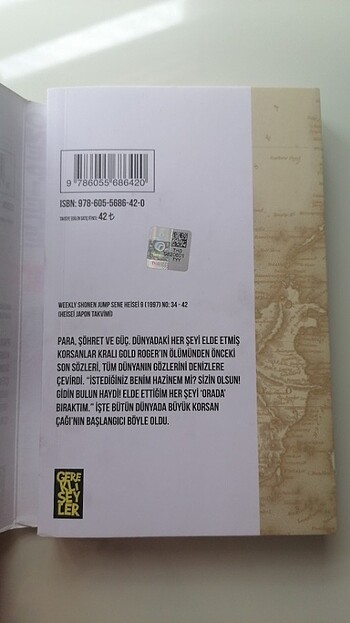 9 786055 686420
ISBN: 978-605-5686-42-0
42 ₺
WEEKLY SHONEN JUMP SENE HEISEI 9 (1997) NO: 34 - 42
(HEISEI JAPON TAKVİMİ)
PARA, ŞÖHRET VE GÜÇ. DÜNYADAKİ HER ŞEYİ ELDE ETMİŞ
KORSANLAR KRALI GOLD ROGER'IN ÖLÜMÜNDEN ÖNCEKİ
SON SÖZLERİ, TÜM DÜNYANIN GÖZLERİNİ DENİZLERE
ÇEVİRDİ. "İSTEDİĞİNİZ BENİM HAZİNEM Mİ? SİZİN OLSUN!
GİDİN BULUN HAYDİ! ELDE ETTİĞİM HER ŞEYİ 'ORADA'
BIRAKTIM." İŞTE BÜTÜN DÜNYADA BÜYÜK KORSAN
ÇAĞI'NIN BAŞLANGICI BÖYLE OLDU.
GERE
KLİ
ŞEY
LER